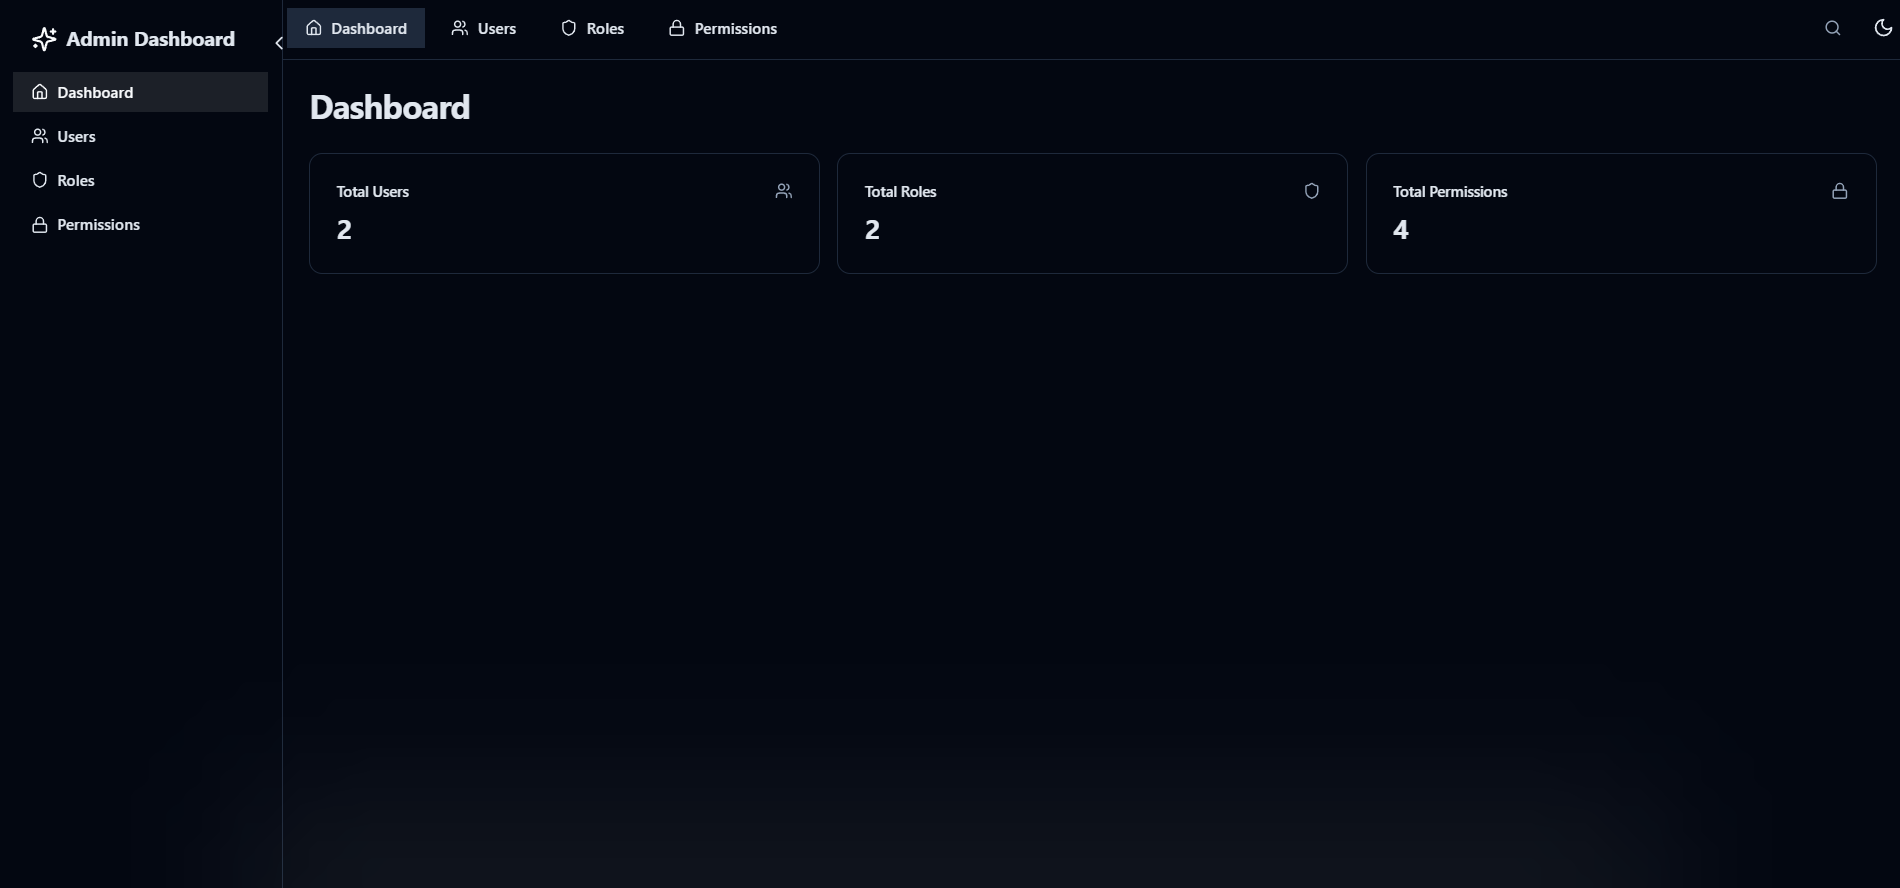 Admin Dashboard
Dashboard
Users
Roles
Permissions
Dashboard Users Roles Permissions
Dashboard
Total Users
2
Total Roles
2
Total Permissions
4